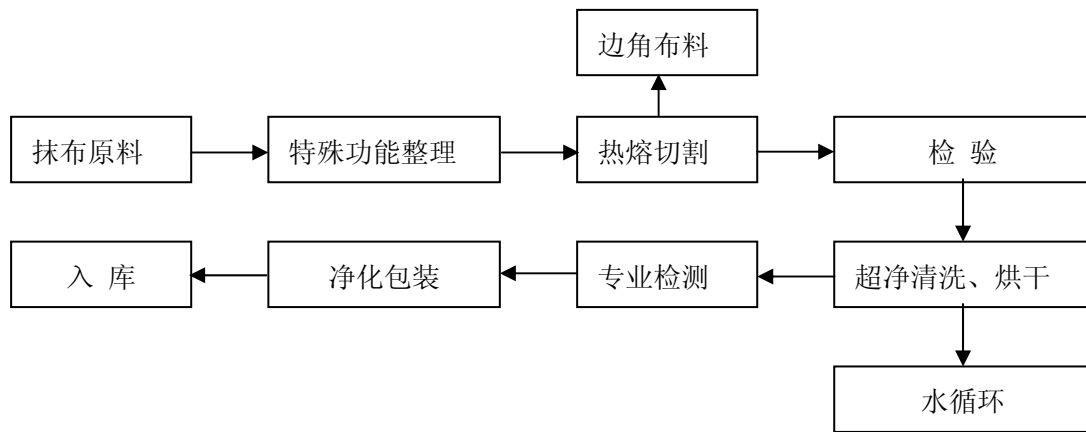 边角布料
抹布原料
特殊功能整理
热熔切割
检 验
入 库
净化包装
专业检测
超净清洗、烘干
水循环